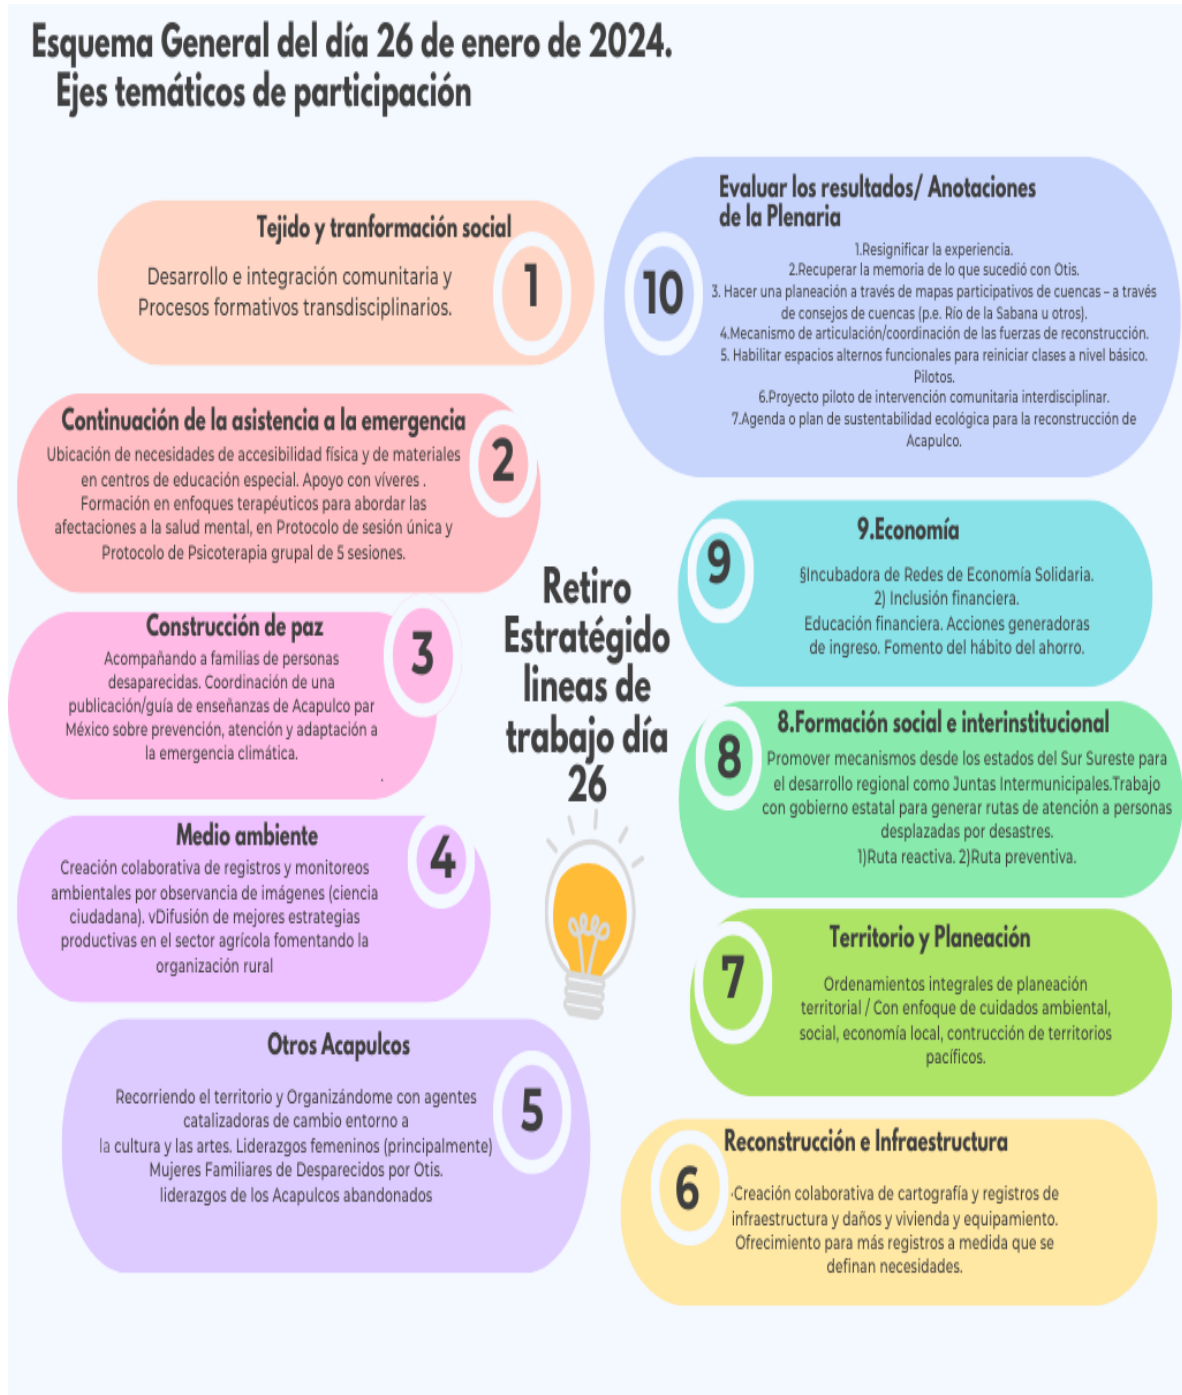 Esquema General del día 26 de enero de 2024.
Ejes temáticos de participación
Tejido y tranformación social
1
Desarrollo e integración comunitaria y
Procesos formativos transdisciplinarios.
Continuación de la asistencia a la emergencia
2
Ubicación de necesidades de accesibilidad física y de materiales
en centros de educación especial. Apoyo con víveres .
Formación en enfoques terapéuticos para abordar las
afectaciones a la salud mental, en Protocolo de sesión única y
Protocolo de Psicoterapia grupal de 5 sesiones.
Construcción de paz
3
Acompañando a familias de personas
desaparecidas. Coordinación de una
publicación/guía de enseñanzas de Acapulco par
México sobre prevención, atención y adaptación a
la emergencia climática.
.
Medio ambiente
4
Creación colaborativa de registros y monitoreos
ambientales por observancia de imágenes (ciencia
ciudadana). vDifusión de mejores estrategias
productivas en el sector agrícola fomentando la
organización rural
Otros Acapulcos
5
Recorriendo el territorio y Organizándome con agentes
catalizadoras de cambio entorno a
la cultura y las artes. Liderazgos femeninos (principalmente)
Mujeres Familiares de Desparecidos por Otis.
liderazgos de los Acapulcos abandonados
Retiro
Estratégido
lineas de
trabajo día
26
Evaluar los resultados/ Anotaciones
de la Plenaria
10
1.Resignificar la experiencia.
2.Recuperar la memoria de lo que sucedió con Otis.
3. Hacer una planeación a través de mapas participativos de cuencas – a través
de consejos de cuencas (p.e. Río de la Sabana u otros).
4.Mecanismo de articulación/coordinación de las fuerzas de reconstrucción.
5. Habilitar espacios alternos funcionales para reiniciar clases a nivel básico.
Pilotos.
6.Proyecto piloto de intervención comunitaria interdisciplinar.
7.Agenda o plan de sustentabilidad ecológica para la reconstrucción de
Acapulco.
9.Economía
9
§Incubadora de Redes de Economía Solidaria.
2) Inclusión financiera.
Educación financiera. Acciones generadoras
de ingreso. Fomento del hábito del ahorro.
8.Formación social e interinstitucional
8
Promover mecanismos desde los estados del Sur Sureste para
el desarrollo regional como Juntas Intermunicipales.Trabajo
con gobierno estatal para generar rutas de atención a personas
desplazadas por desastres.
1)Ruta reactiva. 2)Ruta preventiva.
Territorio y Planeación
7
Ordenamientos integrales de planeación
territorial / Con enfoque de cuidados ambiental,
social, economía local, contrucción de territorios
pacíficos.
Reconstrucción e Infraestructura
6
·Creación colaborativa de cartografía y registros de
infraestructura y daños y vivienda y equipamiento.
Ofrecimiento para más registros a medida que se
definan necesidades.